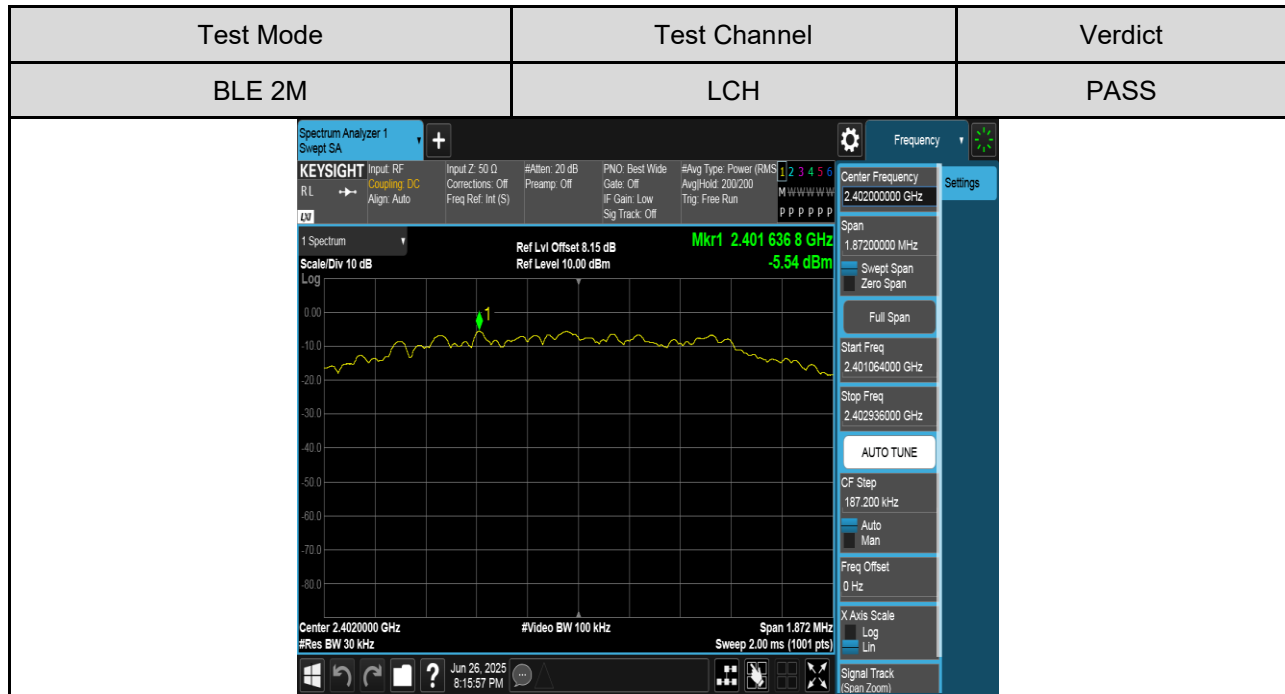 Test Mode Test Channel Verdict
BLE 2M LCH PASS
Spectrum Analyzer 1
Swept SA
+
Frequency
KEYSIGHT
RL
LXI
Input: RF
Coupling: DC
Align: Auto
Input Z: 50 Ω
Corrections: Off
Freq Ref: Int (S)
#Atten: 20 dB
Preamp: Off
PNO: Best Wide
Gate: Off
IF Gain: Low
Sig Track: Off
#Avg Type: Power (RMS
Avg|Hold: 200/200
Trig: Free Run
1 2 3 4 5 6
M W W W W W
P P P P P P
1 Spectrum
Scale/Div 10 dB
Log
Ref Lvl Offset 8.15 dB
Ref Level 10.00 dBm
Mkr1 2.401 636 8 GHz
-5.54 dBm
1
0.00
-10.0
-20.0
-30.0
-40.0
-50.0
-60.0
-70.0
-80.0
Center 2.4020000 GHz
#Res BW 30 kHz
#Video BW 100 kHz
Span 1.872 MHz
Sweep 2.00 ms (1001 pts)
?
Jun 26, 2025
8:15:57 PM
Center Frequency
2.402000000 GHz
Settings
Span
1.87200000 MHz
Swept Span
Zero Span
Full Span
Start Freq
2.401064000 GHz
Stop Freq
2.402936000 GHz
AUTO TUNE
CF Step
187.200 kHz
Auto
Man
Freq Offset
0 Hz
X Axis Scale
Log
Lin
Signal Track
(Span Zoom)